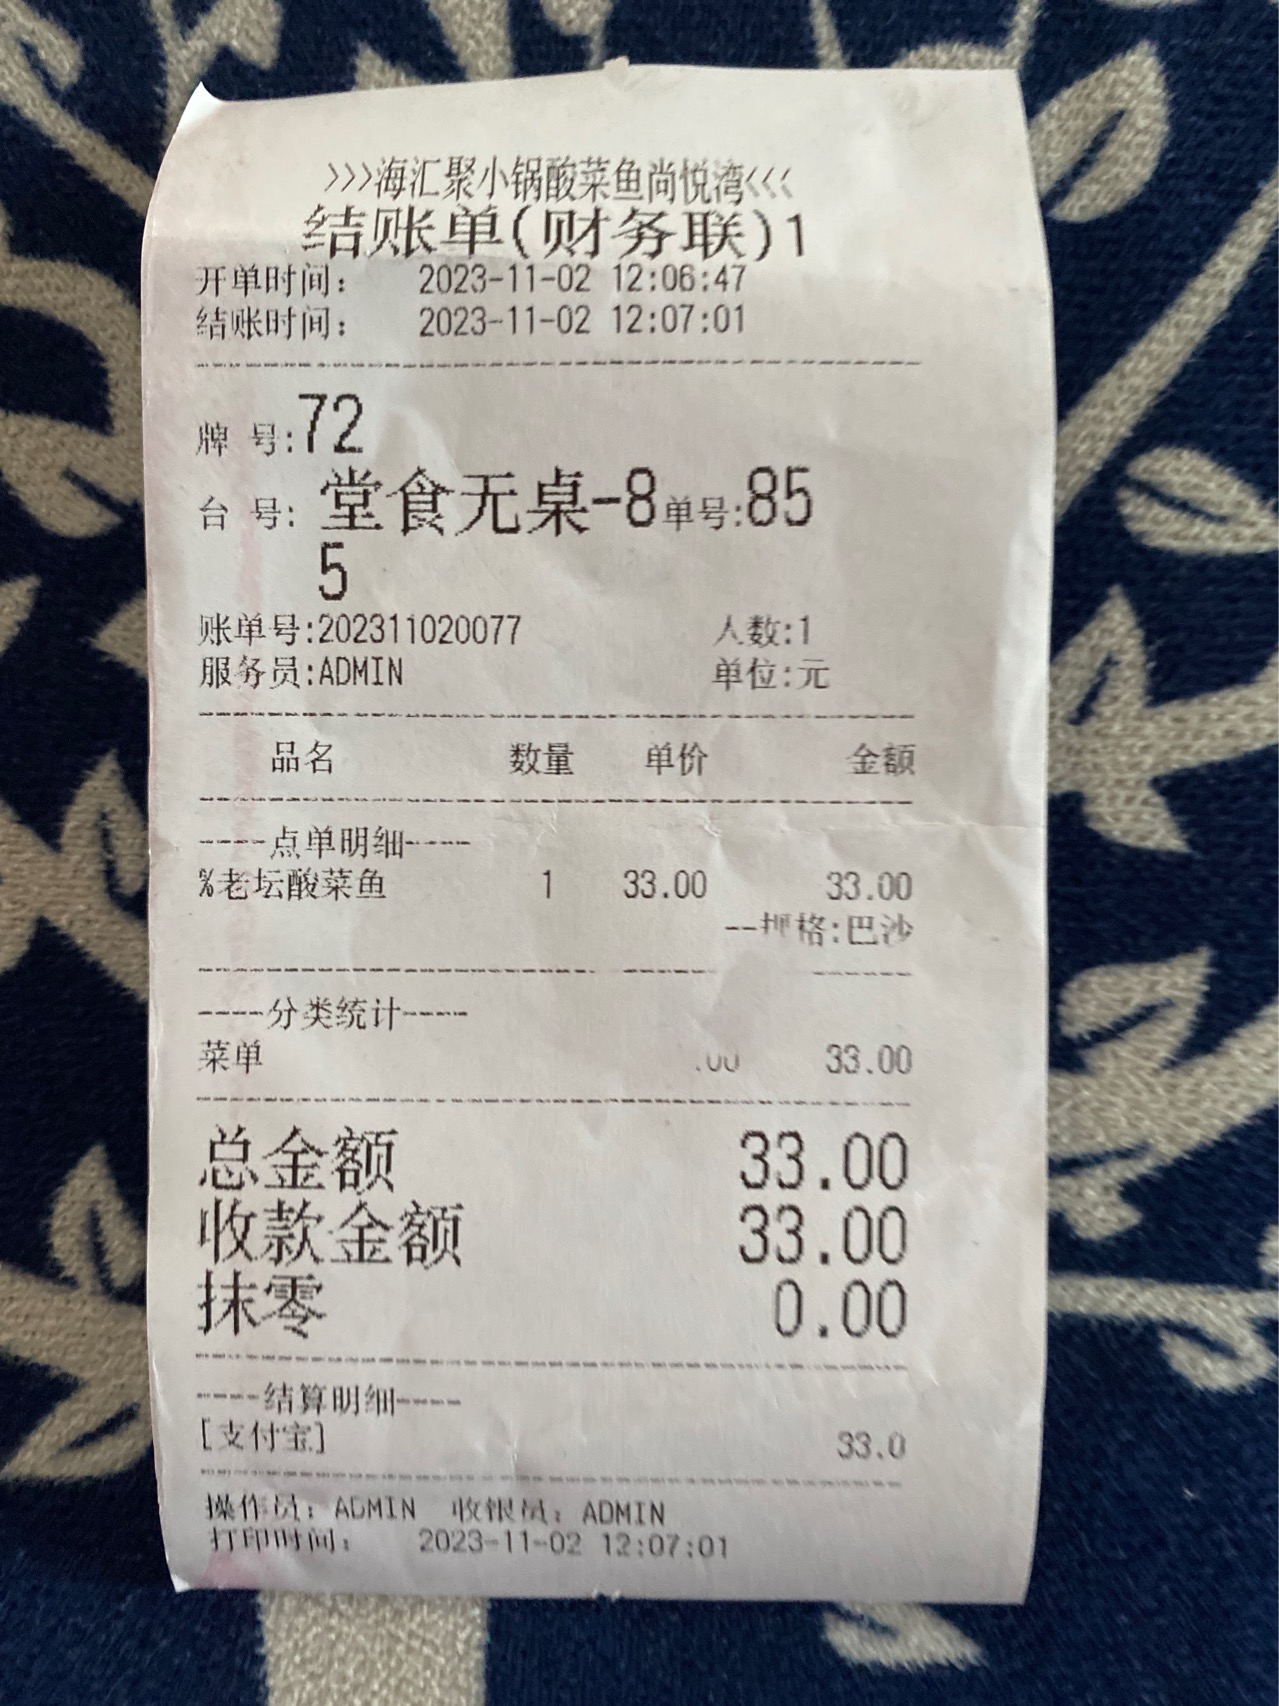 >>>海汇聚小锅酸菜鱼尚悦湾<<<
结账单(财务联)1
开单时间: 2023-11-02 12:06:47
结账时间: 2023-11-02 12:07:01
牌 号:72
台 号: 堂食无桌-8 单号:85
5
账单号:202311020077 人数:1
服务员:ADMIN 单位:元
品名 数量 单价 金额
----点单明细----
%老坛酸菜鱼 1 33.00 33.00
--规格:巴沙
----分类统计----
菜单 .00 33.00
总金额 33.00
收款金额 33.00
抹零 0.00
----结算明细----
[支付宝] 33.0
操作员: ADMIN 收银员: ADMIN
打印时间: 2023-11-02 12:07:01